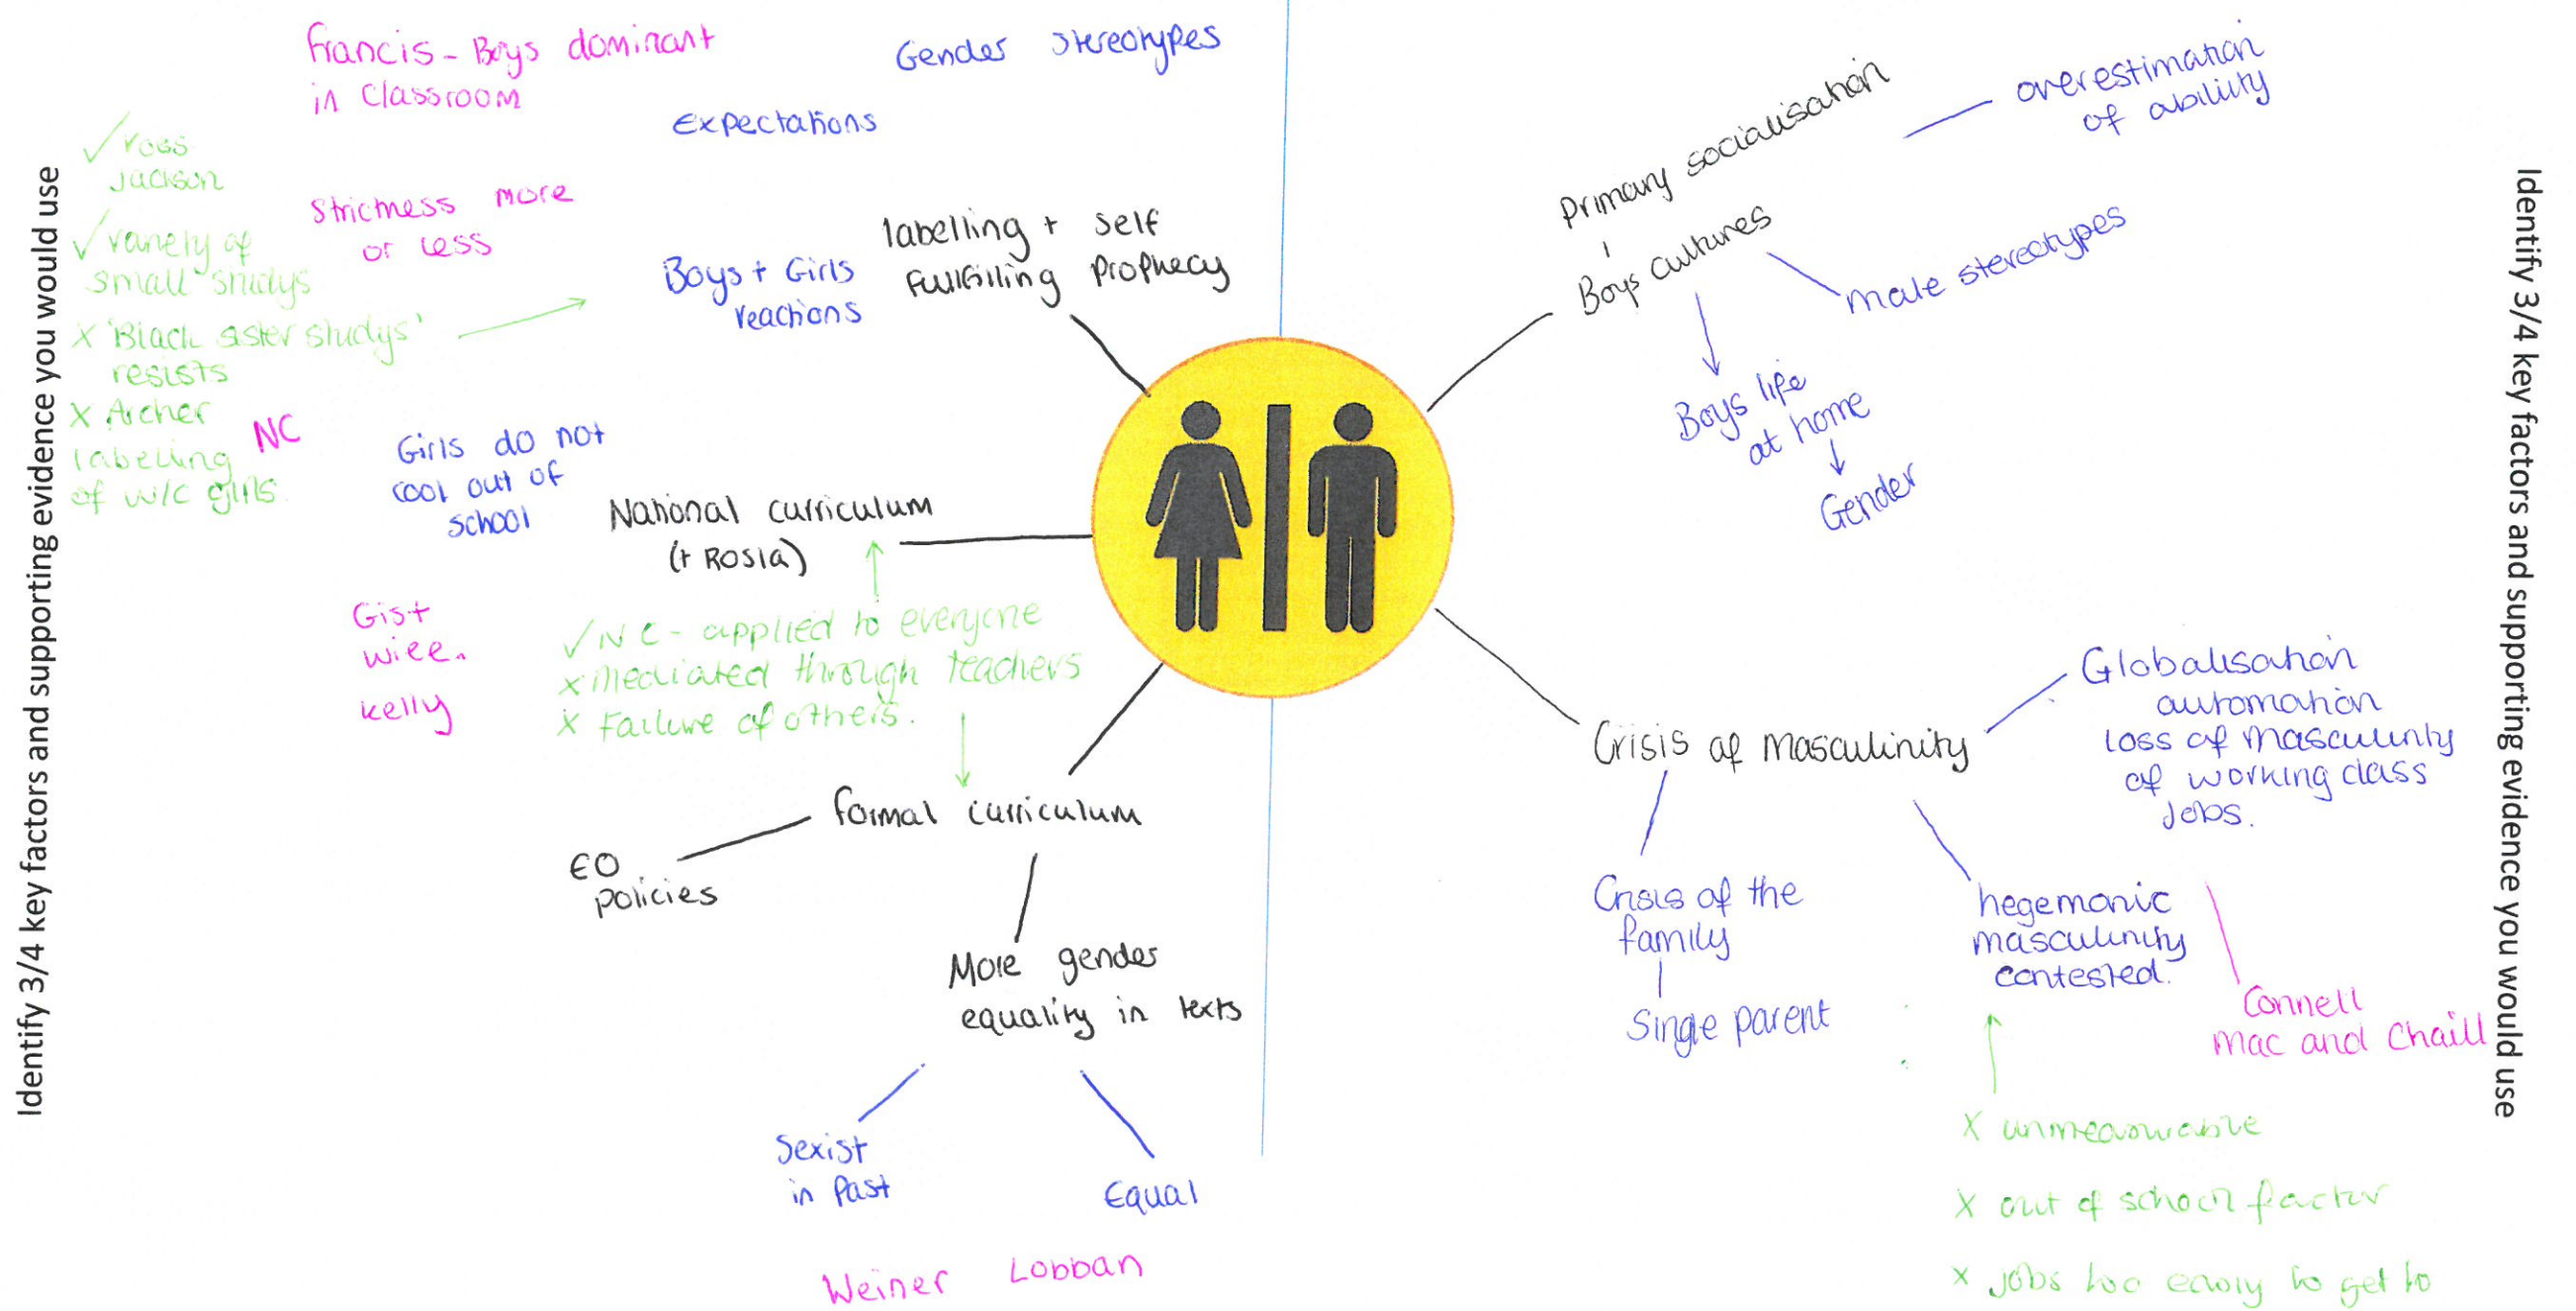 Identify 3/4 key factors and supporting evidence you would use
Francis - Boys dominant
in Classroom
Gender Stereotypes
Expectations
✓ Ross
Jackson
Strictness more
or less
✓ variety of
small studys
X 'Black sister studys'
resists
X Archer
labelling
of w/c girls.
NC
Boys + Girls
reactions
labelling + self
fulfilling Prophecy
Girls do not
cool out of
school
National curriculum
(+ ROSIA)
Gist
wise.
kelly
✓ NC - applied to everyone
x mediated through teachers
x Failure of others.
formal curriculum
EO
policies
More gender
equality in texts
Sexist
in Past
Equal
Weiner Lobban
Primary socialisation
Boys cultures
overestimation
of ability
male stereotypes
Boys life
at home
Gender
Crisis of masculinity
Globalisation
automation
loss of masculinty
of working class
Jobs.
Crisis of the
family
Single parent
hegemonic
masculinity
contested.
Connell
Mac and Chaill
X unmeasurable
X out of school factor
X jobs too easy to get to
Identify 3/4 key factors and supporting evidence you would use